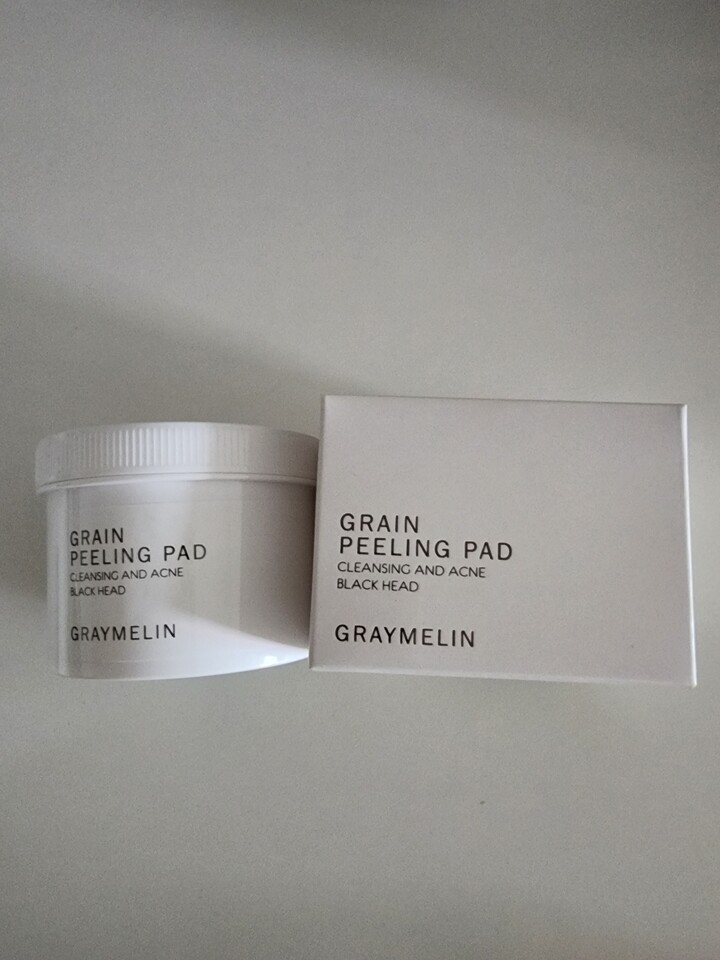 GRAIN
PEELING PAD
CLEANSING AND ACNE
BLACK HEAD
GRAYMELIN
GRAIN
PEELING PAD
CLEANSING AND ACNE
BLACK HEAD
GRAYMELIN